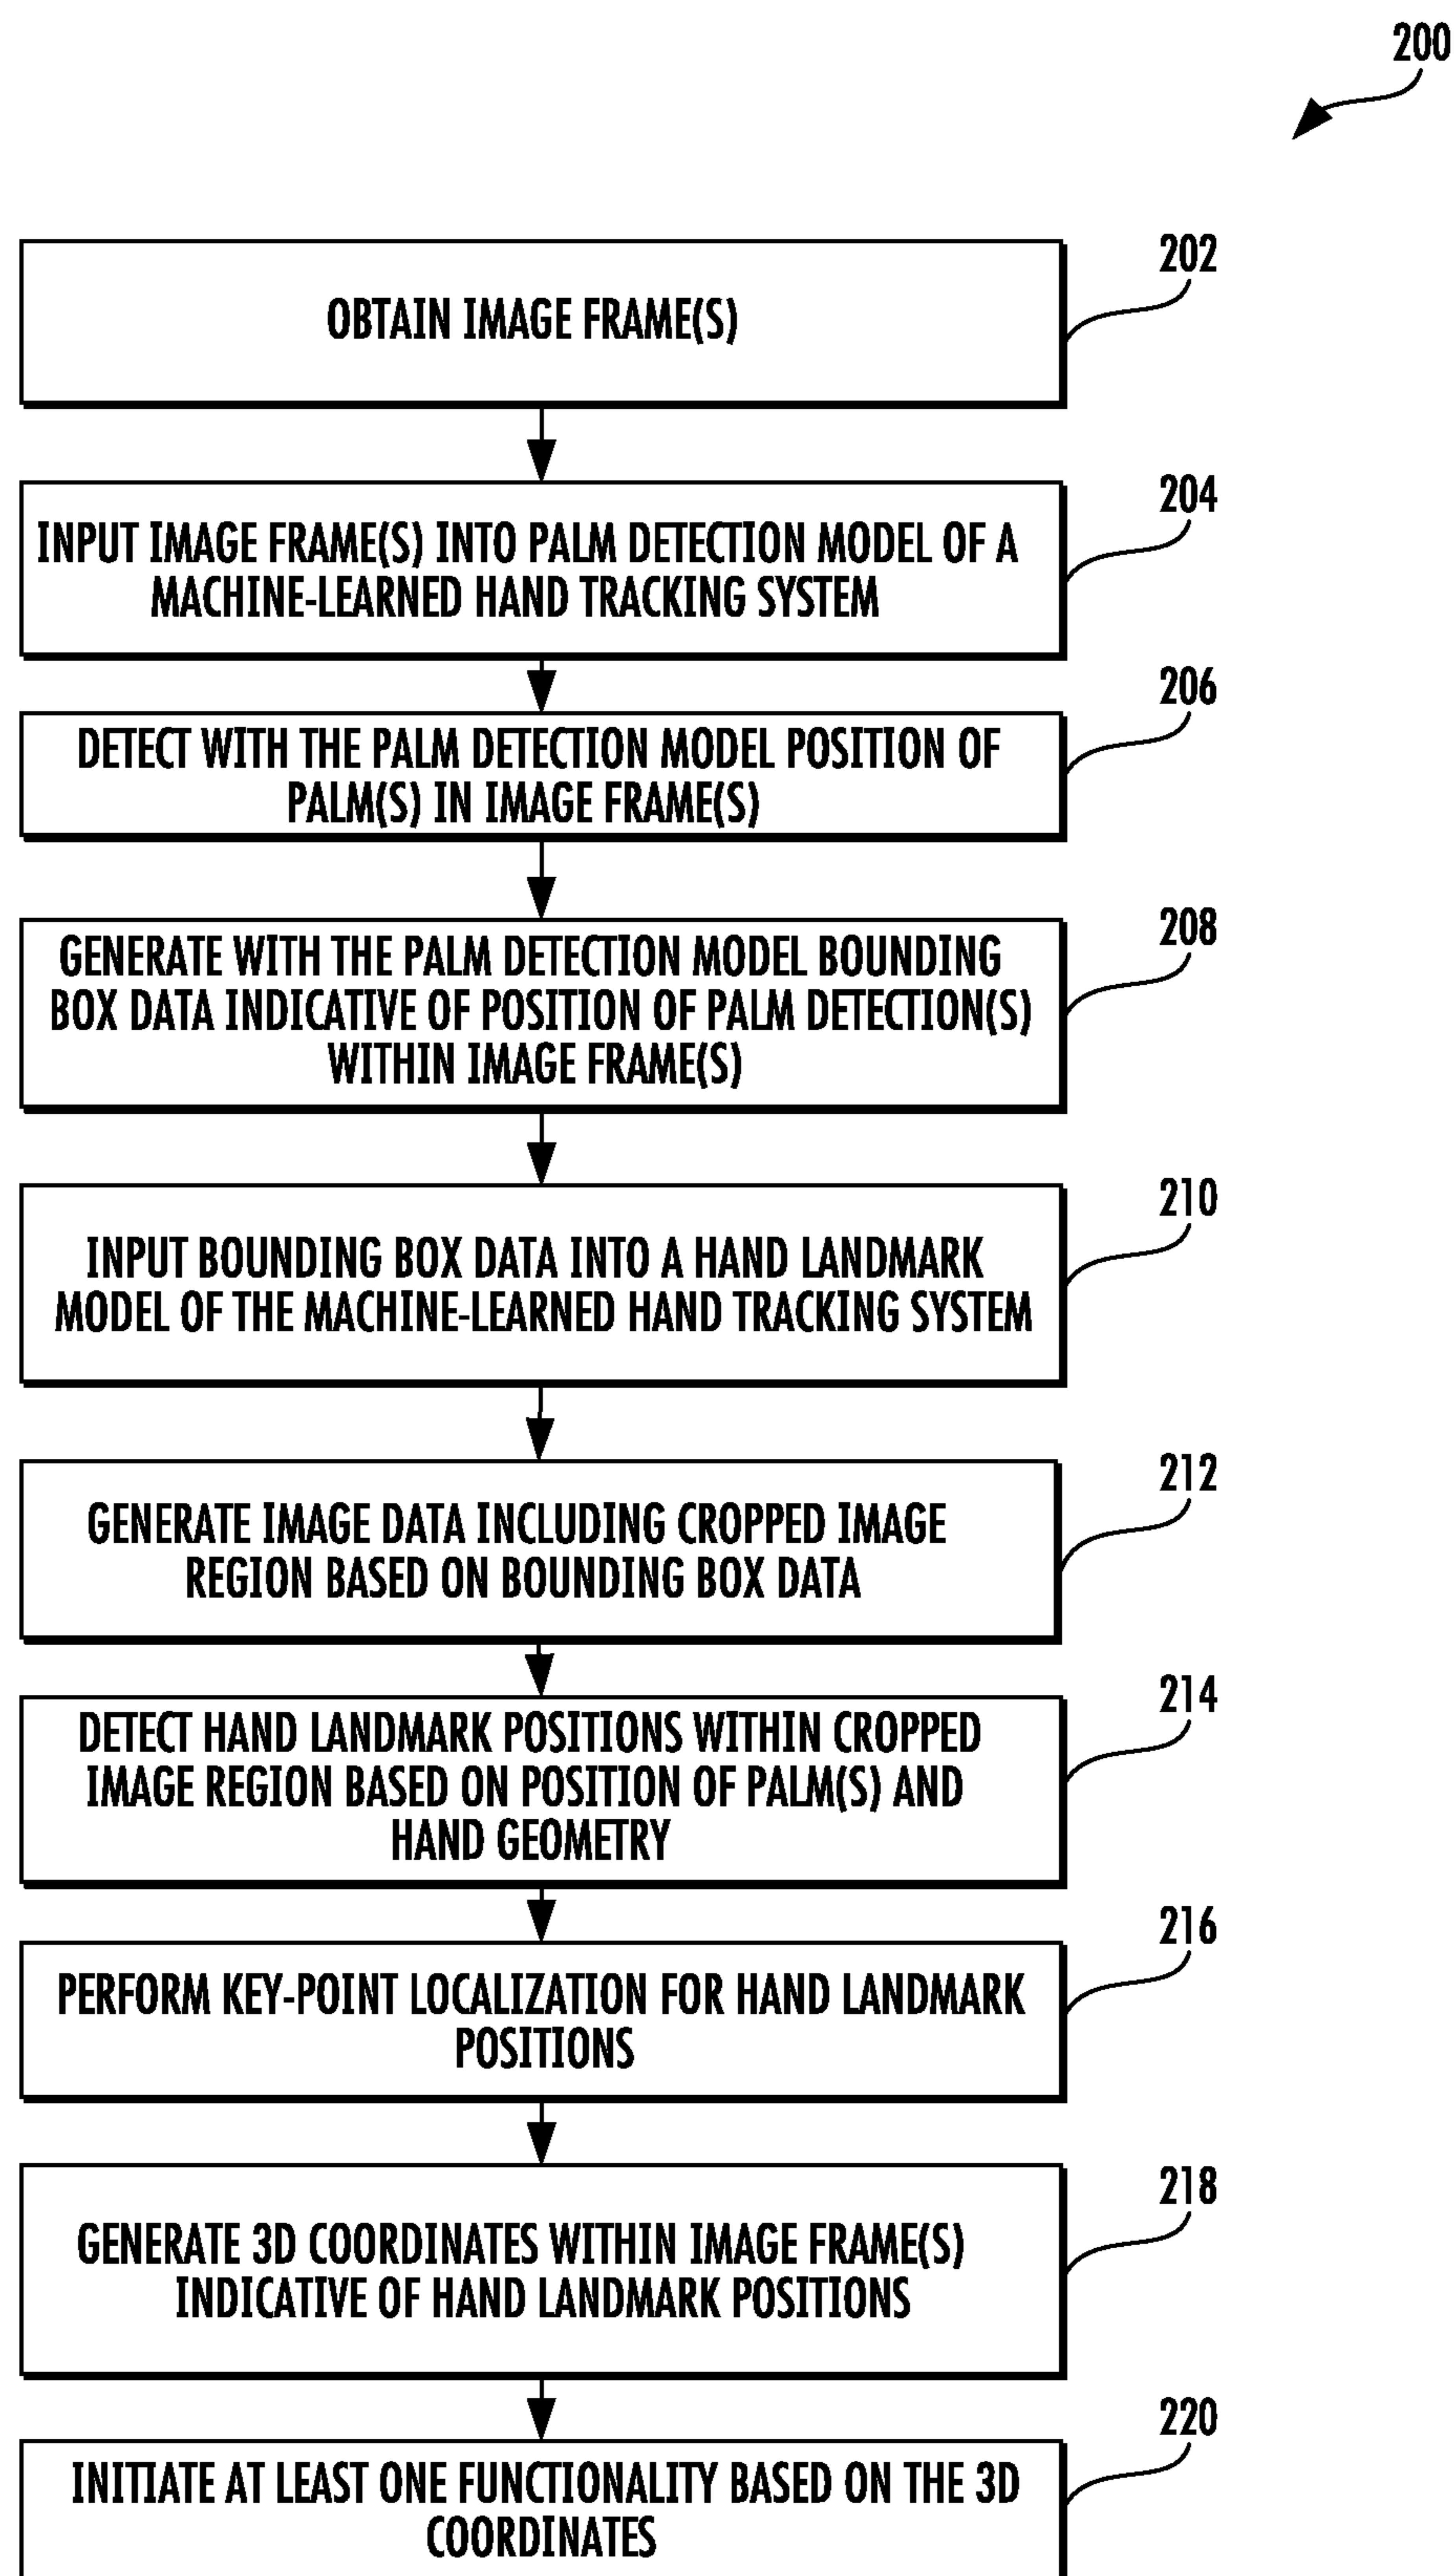 200
202
OBTAIN IMAGE FRAME(S)
204
INPUT IMAGE FRAME(S) INTO PALM DETECTION MODEL OF A
MACHINE-LEARNED HAND TRACKING SYSTEM
206
DETECT WITH THE PALM DETECTION MODEL POSITION OF
PALM(S) IN IMAGE FRAME(S)
208
GENERATE WITH THE PALM DETECTION MODEL BOUNDING
BOX DATA INDICATIVE OF POSITION OF PALM DETECTION(S)
WITHIN IMAGE FRAME(S)
210
INPUT BOUNDING BOX DATA INTO A HAND LANDMARK
MODEL OF THE MACHINE-LEARNED HAND TRACKING SYSTEM
212
GENERATE IMAGE DATA INCLUDING CROPPED IMAGE
REGION BASED ON BOUNDING BOX DATA
214
DETECT HAND LANDMARK POSITIONS WITHIN CROPPED
IMAGE REGION BASED ON POSITION OF PALM(S) AND
HAND GEOMETRY
216
PERFORM KEY-POINT LOCALIZATION FOR HAND LANDMARK
POSITIONS
218
GENERATE 3D COORDINATES WITHIN IMAGE FRAME(S)
INDICATIVE OF HAND LANDMARK POSITIONS
220
INITIATE AT LEAST ONE FUNCTIONALITY BASED ON THE 3D
COORDINATES